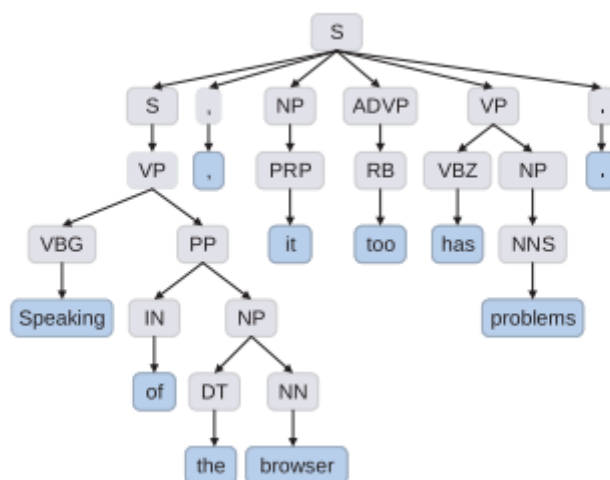 S
S , NP ADVP VP .
VP , PRP RB VBZ NP .
VBG PP it too has NNS
Speaking IN NP problems
of DT NN
the browser